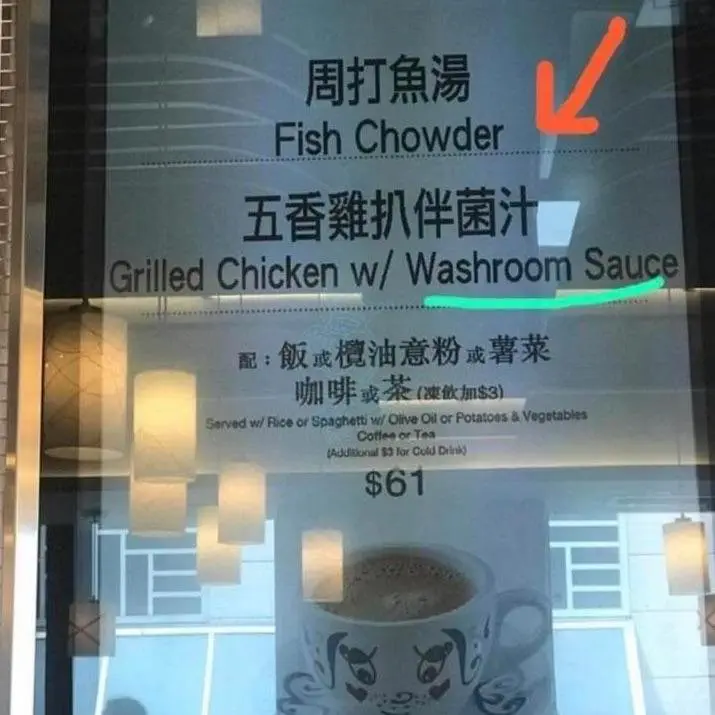 周打魚湯
Fish Chowder
五香雞扒伴菌汁
Grilled Chicken w/ Washroom Sauce
配：飯或欖油意粉或薯菜
咖啡或茶 (凍飲加$3)
Served w/ Rice or Spaghetti w/ Olive Oil or Potatoes & Vegetables
Coffee or Tea
(Additional $3 for Cold Drink)
$61